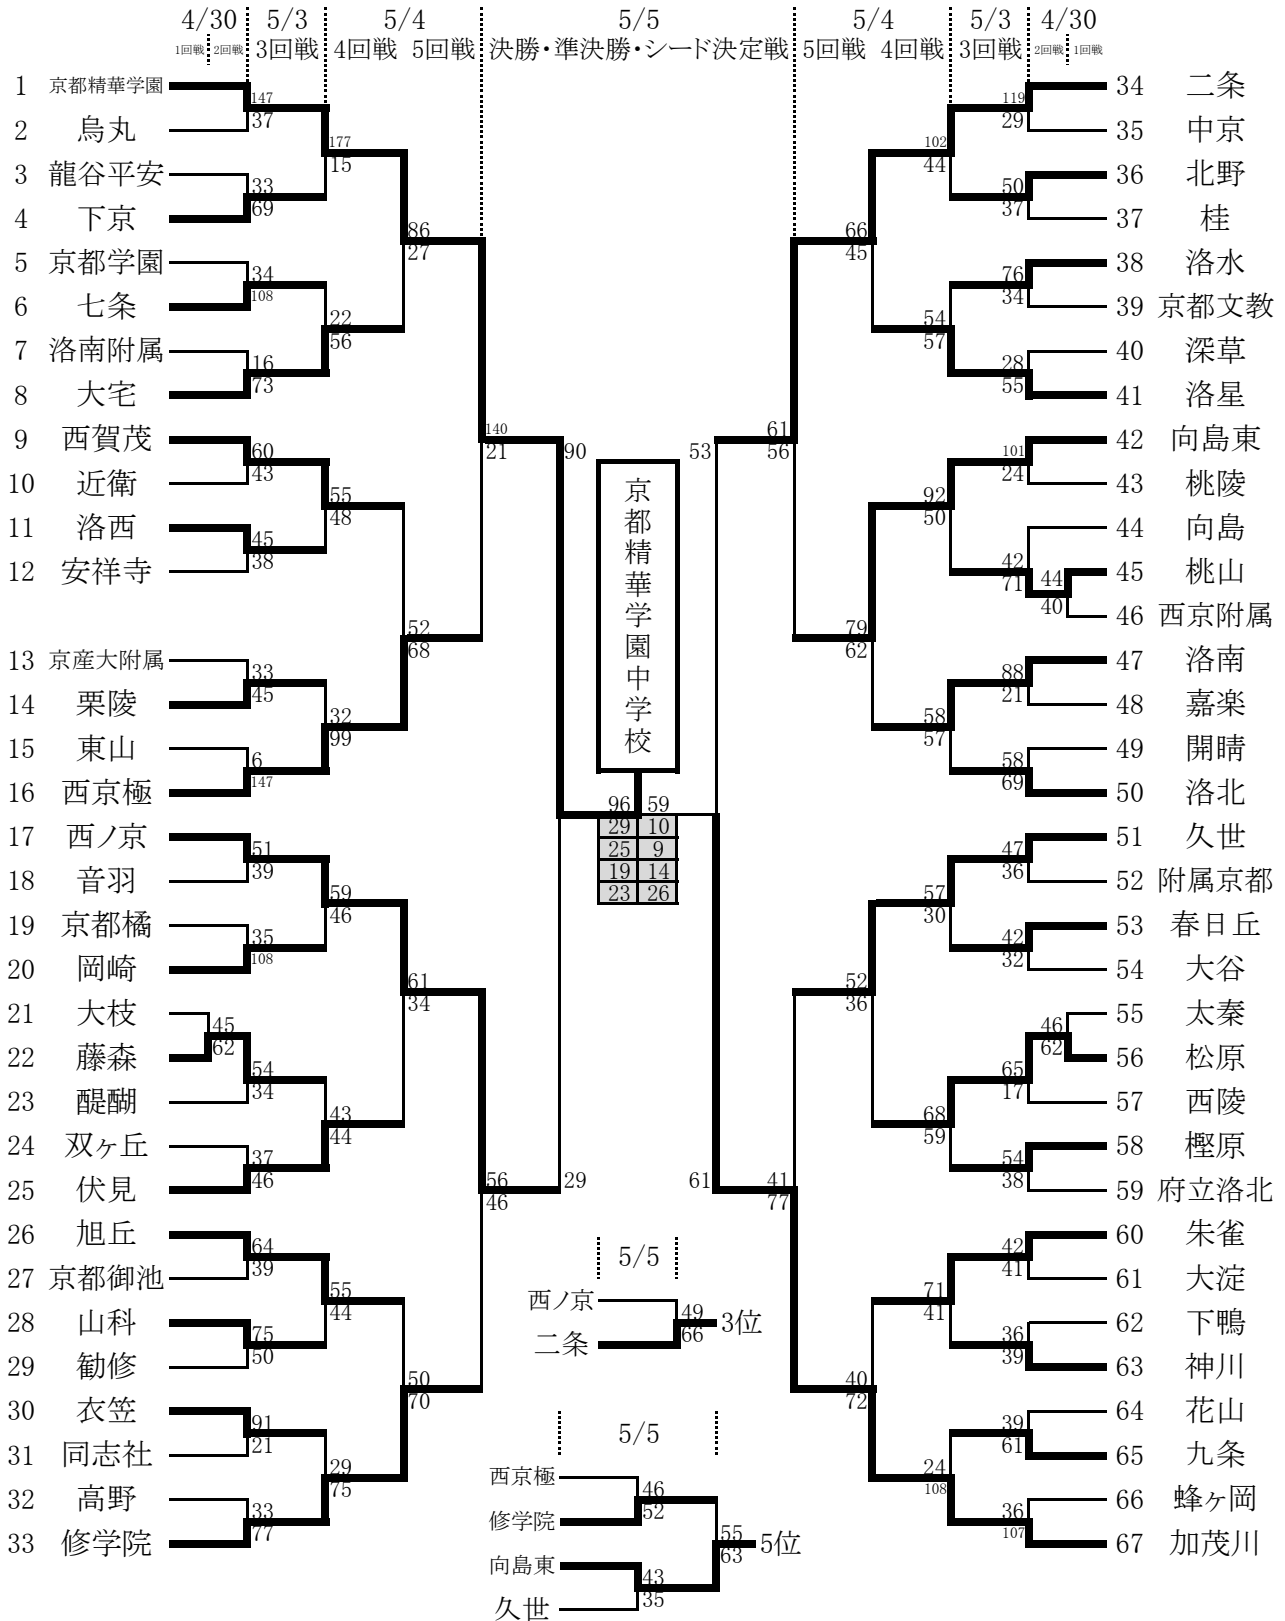 4/30 5/3 5/4 5/5 5/4 5/3 4/30
1回戦 2回戦 3回戦 4回戦 5回戦 決勝・準決勝・シード決定戦 5回戦 4回戦 3回戦 2回戦 1回戦
1 京都精華学園
2 烏丸
147
37
3 龍谷平安
4 下京
33
69
177
15
5 京都学園
6 七条
34
108
7 洛南附属
8 大宅
16
73
22
56
86
27
9 西賀茂
10 近衛
60
43
11 洛西
12 安祥寺
45
38
55
48
13 京産大附属
14 栗陵
33
45
15 東山
16 西京極
6
147
32
99
52
68
140
21
17 西ノ京
18 音羽
51
39
19 京都橘
20 岡崎
35
108
59
46
21 大枝
22 藤森
45
62
23 醍醐
54
34
24 双ヶ丘
25 伏見
37
46
43
44
61
34
26 旭丘
27 京都御池
64
39
28 山科
29 勧修
75
50
55
44
30 衣笠
31 同志社
91
21
32 高野
33 修学院
33
77
29
75
50
70
56
46
90
29
京都精華学園中学校
96 59
29 10
25 9
19 14
23 26
53
61
34 二条
35 中京
119
29
36 北野
37 桂
50
37
102
44
38 洛水
39 京都文教
76
34
40 深草
41 洛星
28
55
54
57
66
45
42 向島東
43 桃陵
101
24
44 向島
45 桃山
46 西京附属
44
40
42
71
92
50
47 洛南
48 嘉楽
88
21
49 開晴
50 洛北
58
69
58
57
79
62
61
56
51 久世
52 附属京都
47
36
53 春日丘
54 大谷
42
32
57
30
55 太秦
56 松原
46
62
57 西陵
65
17
58 樫原
59 府立洛北
54
38
68
59
52
36
60 朱雀
61 大淀
42
41
62 下鴨
63 神川
36
39
71
41
64 花山
65 九条
39
61
66 蜂ヶ岡
67 加茂川
36
107
24
108
40
72
41
77
5/5
西ノ京
二条
49
66
3位
5/5
西京極
修学院
46
52
向島東
久世
43
35
55
63
5位